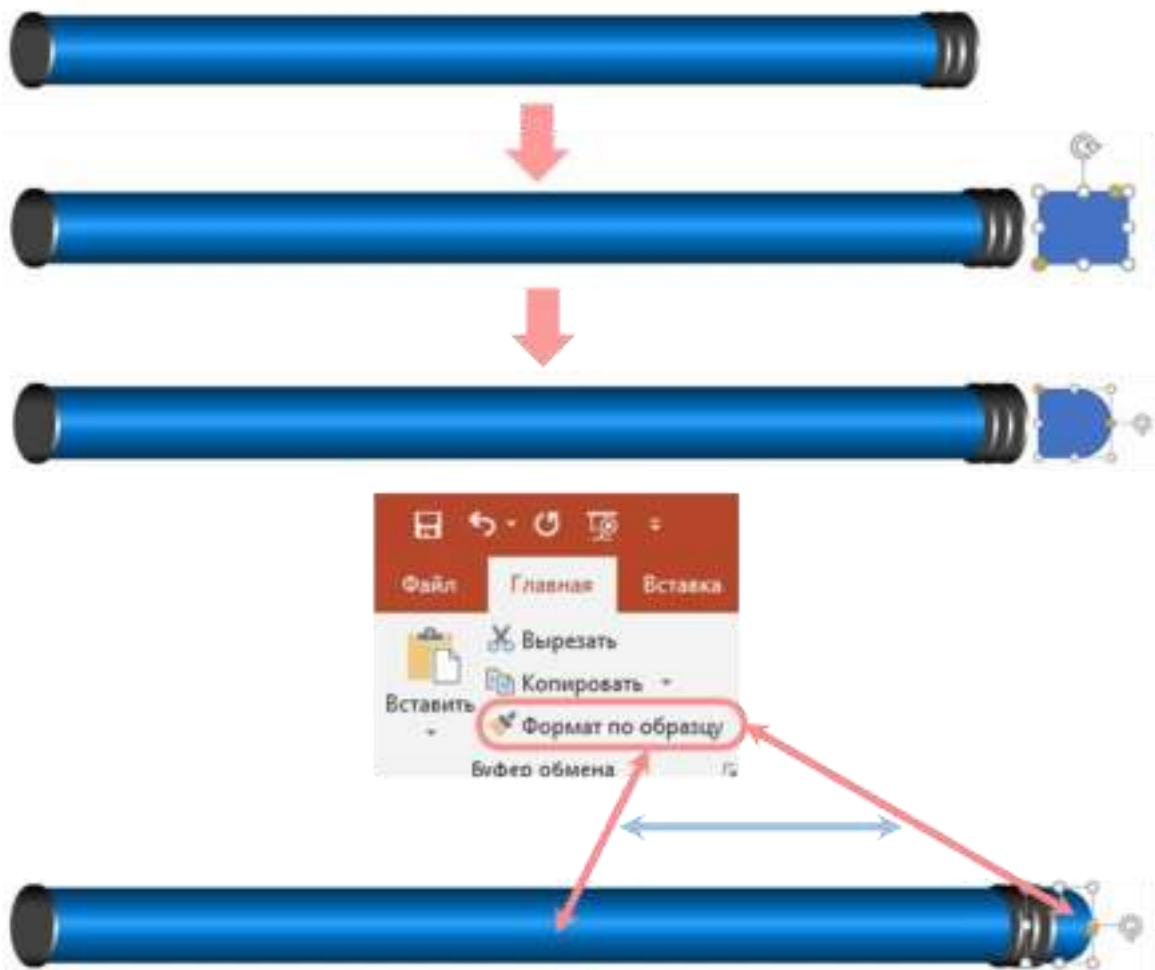 Файл Главная Вставка
Вырезать
Копировать
Вставить
Формат по образцу
Буфер обмена